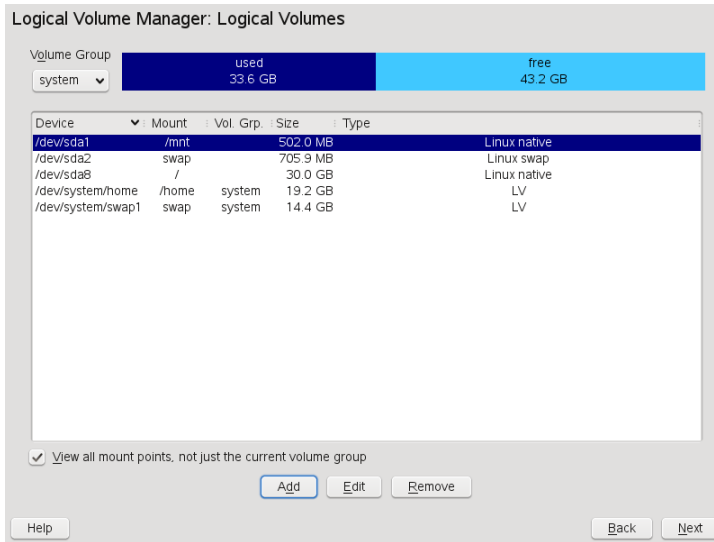 Logical Volume Manager: Logical Volumes
Volume Group
system
used
33.6 GB
free
43.2 GB
Device Mount Vol. Grp. Size Type
/dev/sda1 /mnt 502.0 MB Linux native
/dev/sda2 swap 705.9 MB Linux swap
/dev/sda8 / 30.0 GB Linux native
/dev/system/home /home system 19.2 GB LV
/dev/system/swap1 swap system 14.4 GB LV
View all mount points, not just the current volume group
Add Edit Remove
Help Back Next